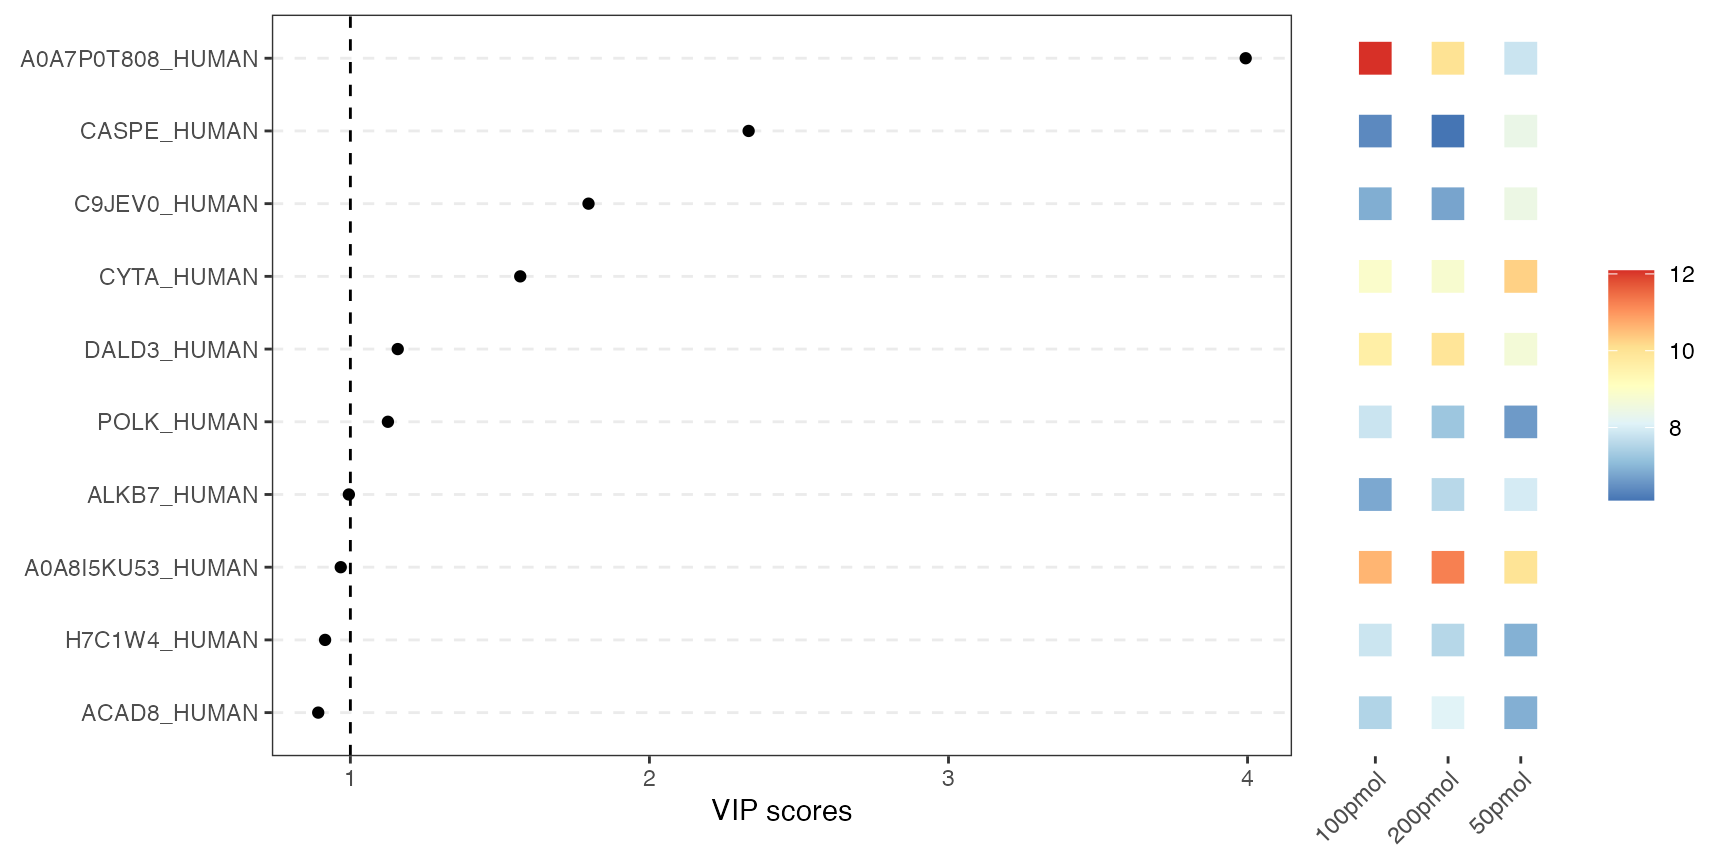 A0A7P0T808_HUMAN
CASPE_HUMAN
C9JEV0_HUMAN
CYTA_HUMAN
DALD3_HUMAN
POLK_HUMAN
ALKB7_HUMAN
A0A8I5KU53_HUMAN
H7C1W4_HUMAN
ACAD8_HUMAN
1 2 3 4
VIP scores
100pmol 200pmol 50pmol
12
10
8